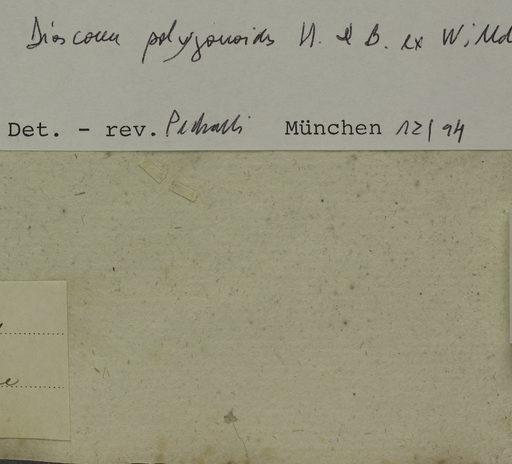 Dioscorea polygonoides H. & B. ex Willd
Det. - rev. Pedralli München 12/94